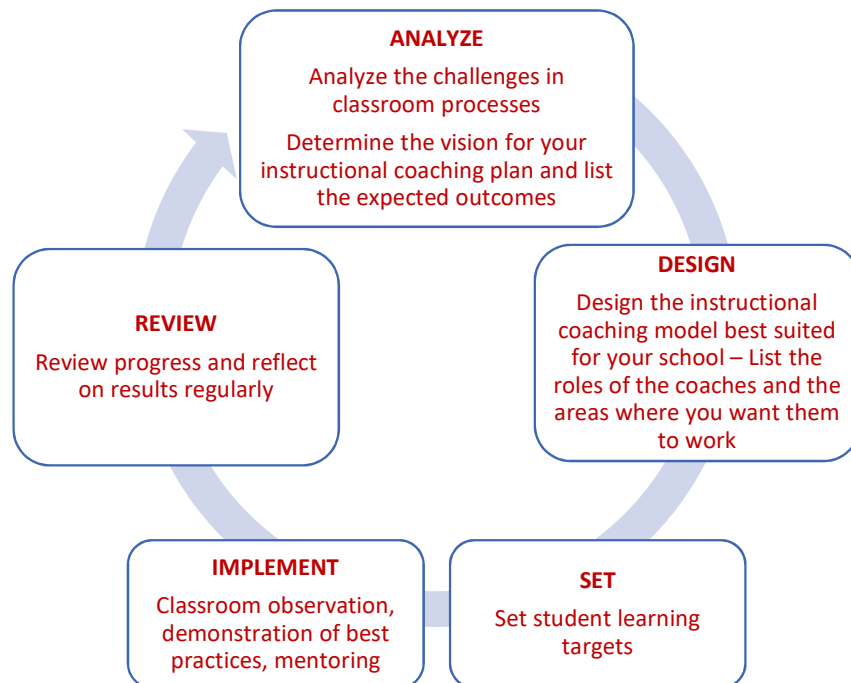 ANALYZE
Analyze the challenges in
classroom processes
Determine the vision for your
instructional coaching plan and list
the expected outcomes
DESIGN
Design the instructional
coaching model best suited
for your school – List the
roles of the coaches and the
areas where you want them
to work
SET
Set student learning
targets
IMPLEMENT
Classroom observation,
demonstration of best
practices, mentoring
REVIEW
Review progress and reflect
on results regularly